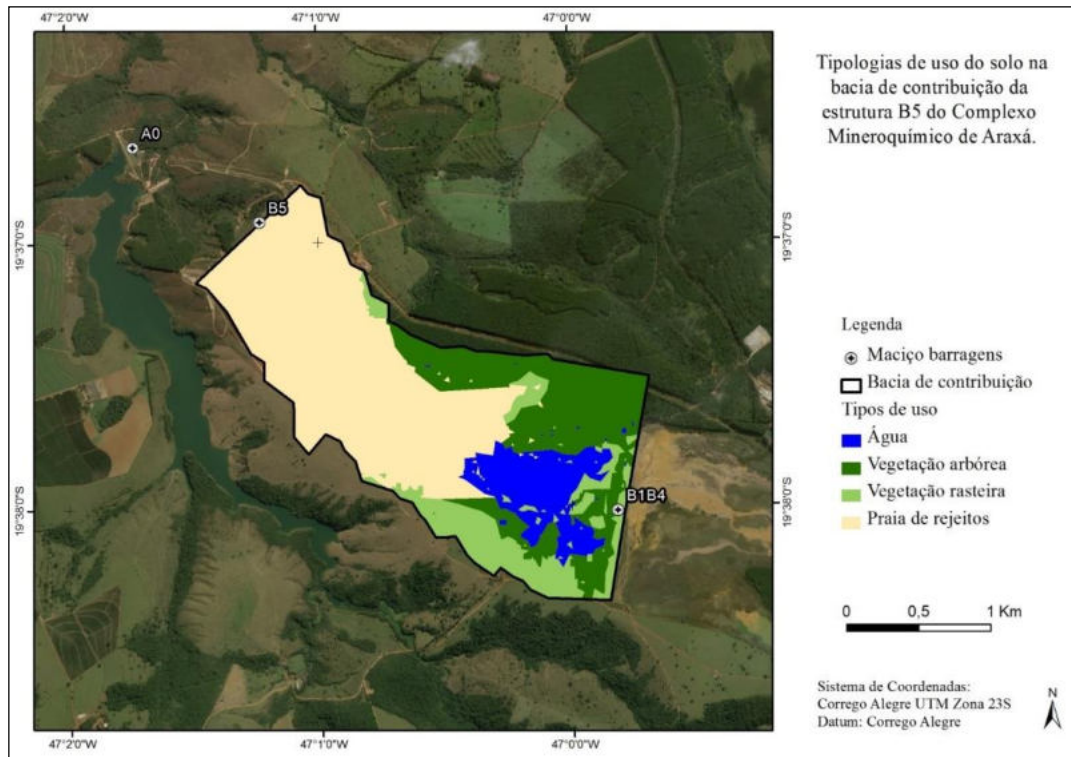 47°2'0"W
47°1'0"W
47°0'0"W
Tipologias de uso do solo na
bacia de contribuição da
estrutura B5 do Complexo
Mineroquímico de Araxá.
A0
B5
19°37'0"S
19°37'0"S
Legenda
Maciço barragens
Bacia de contribuição
Tipos de uso
Água
Vegetação arbórea
Vegetação rasteira
Praia de rejeitos
B1B4
19°38'0"S
19°38'0"S
0 0,5 1 Km
Sistema de Coordenadas:
Corrego Alegre UTM Zona 23S
Datum: Corrego Alegre
N
47°2'0"W
47°1'0"W
47°0'0"W